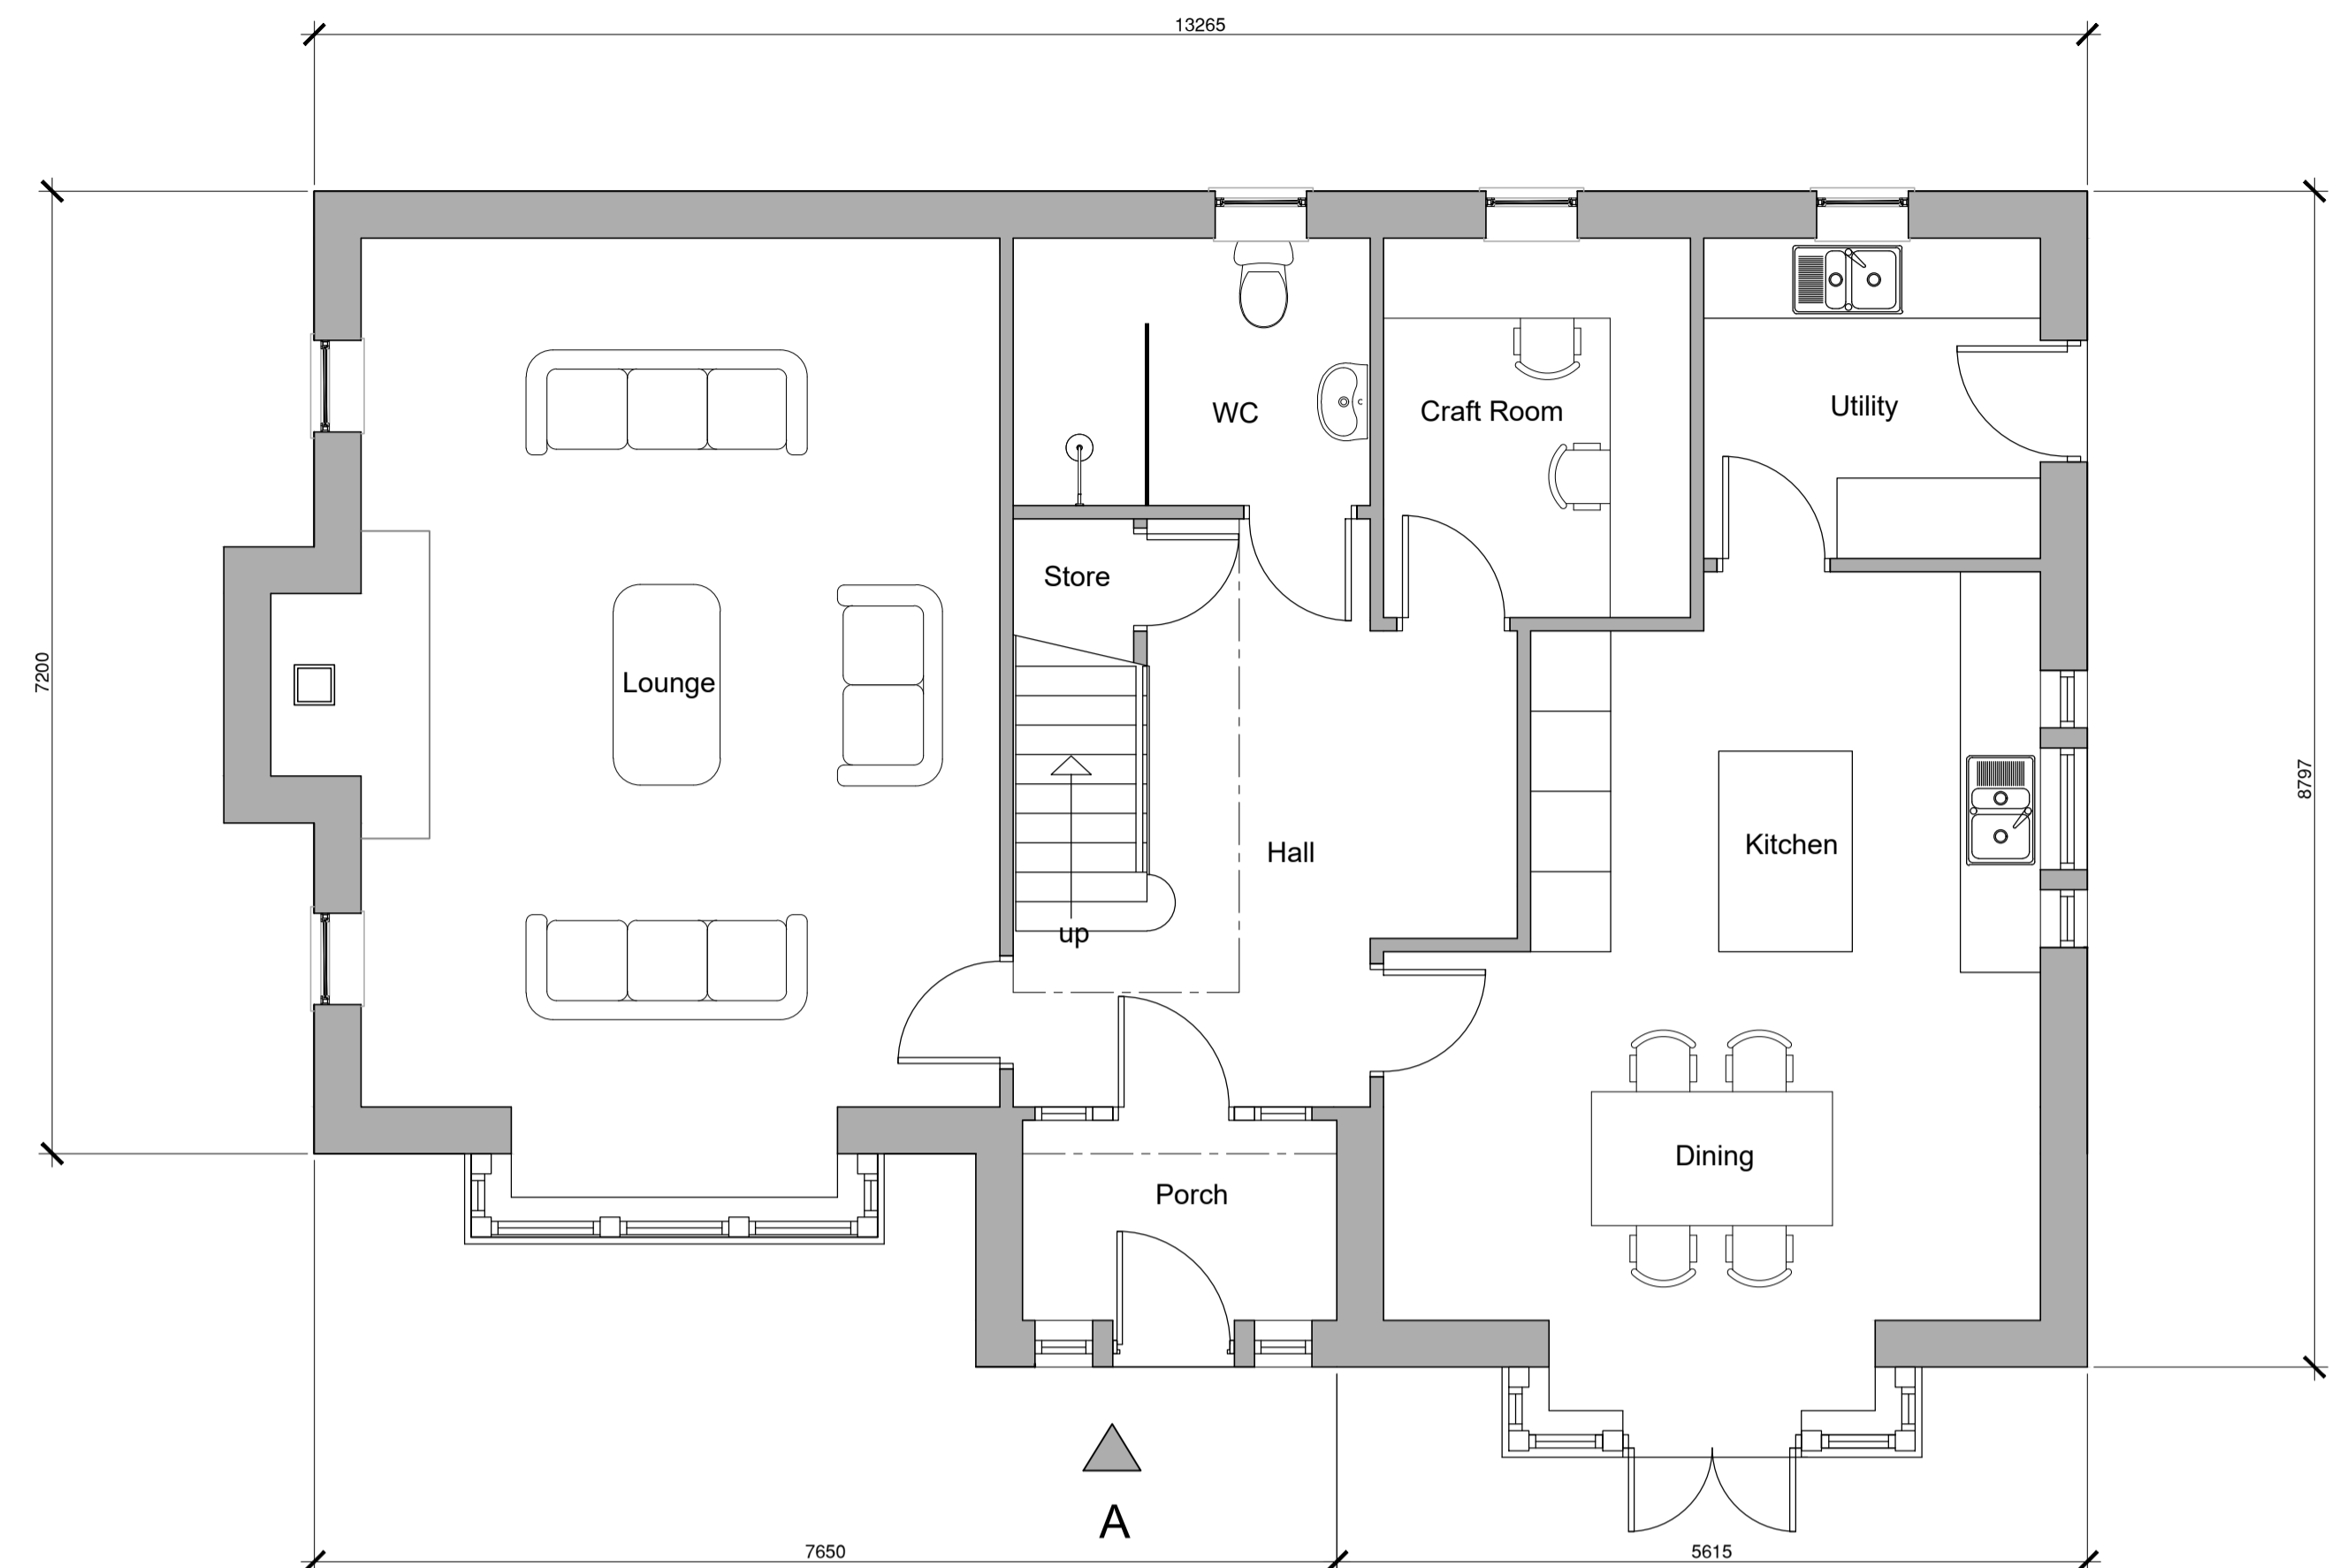 13265
WC
Craft Room
Utility
Store
Lounge
7200
8797
Kitchen
Hall
up
Dining
Porch
A
7650
5615